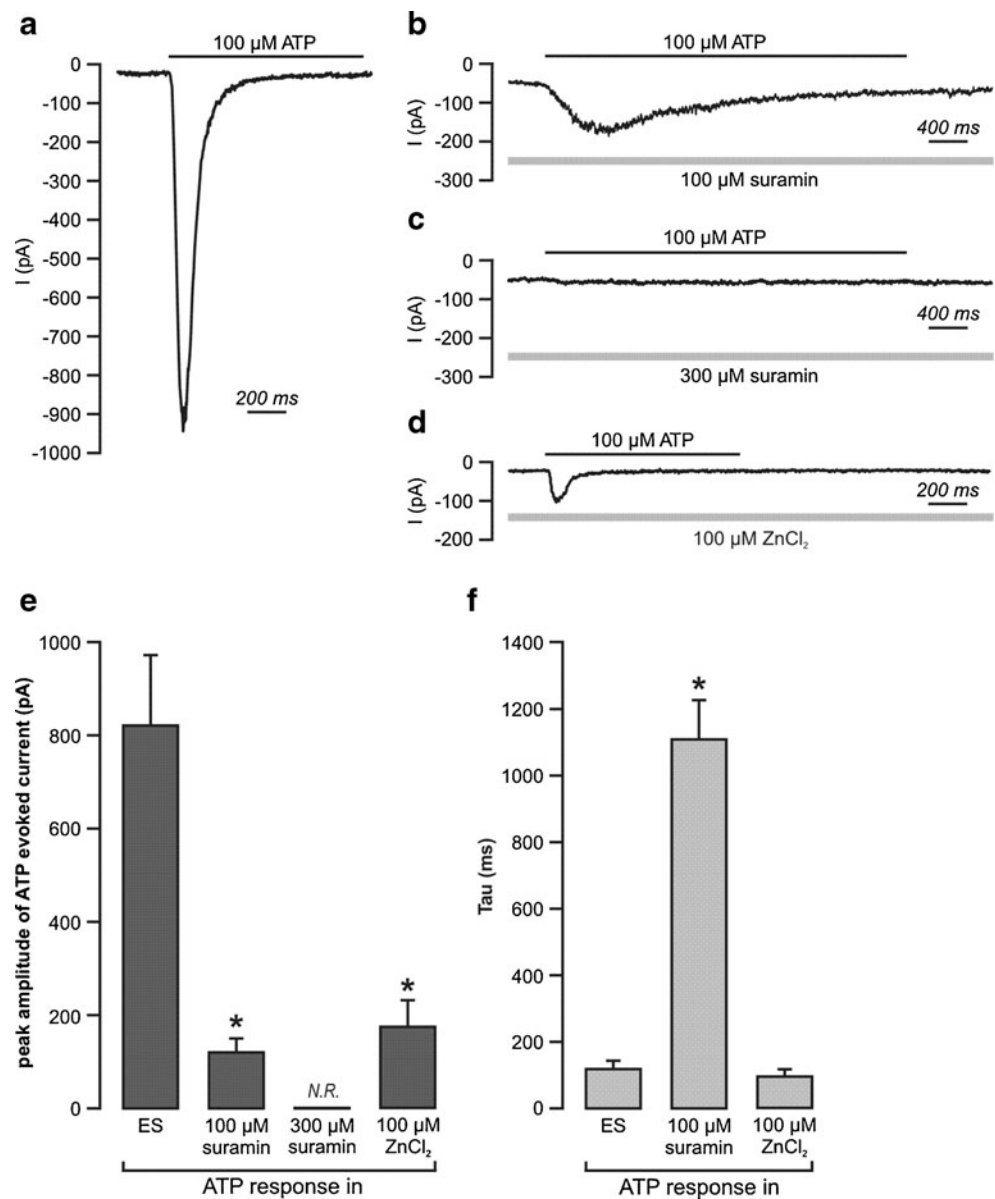 a
100 µM ATP
0
-100
-200
-300
-400
-500
-600
-700
-800
-900
-1000
I (pA)
200 ms
b
100 µM ATP
0
-100
-200
-300
I (pA)
400 ms
100 µM suramin
c
100 µM ATP
0
-100
-200
-300
I (pA)
400 ms
300 µM suramin
d
100 µM ATP
0
-100
-200
I (pA)
200 ms
100 µM ZnCl₂
e
1000
800
600
400
200
0
peak amplitude of ATP evoked current (pA)
*
N.R.
*
ES
100 µM
suramin
300 µM
suramin
100 µM
ZnCl₂
ATP response in
f
1400
1200
1000
800
600
400
200
0
Tau (ms)
*
ES
100 µM
suramin
100 µM
ZnCl₂
ATP response in